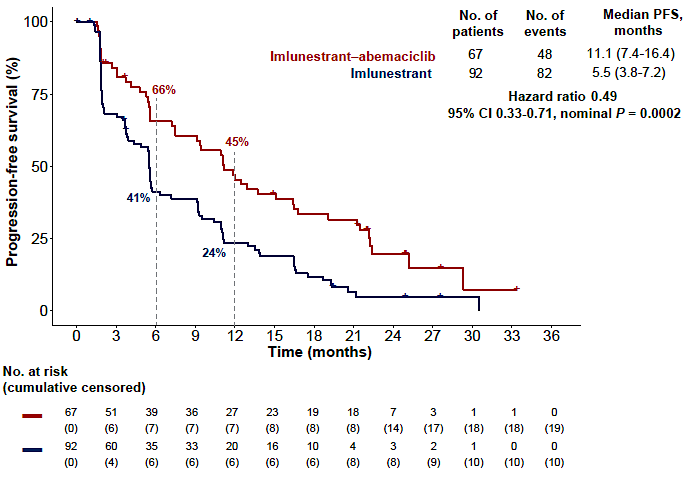 No. of patients
No. of events
Median PFS, months
Imlunestrant–abemaciclib 67 48 11.1 (7.4-16.4)
Imlunestrant 92 82 5.5 (3.8-7.2)
Hazard ratio 0.49
95% CI 0.33-0.71, nominal P = 0.0002
Progression-free survival (%)
100
75
50
25
0
66%
45%
41%
24%
0 3 6 9 12 15 18 21 24 27 30 33 36
Time (months)
No. at risk
(cumulative censored)
67 51 39 36 27 23 19 18 7 3 1 1 0
(0) (6) (7) (7) (7) (8) (8) (8) (14) (17) (18) (18) (19)
92 60 35 33 20 16 10 4 3 2 1 0 0
(0) (4) (6) (6) (6) (6) (6) (8) (8) (9) (10) (10) (10)